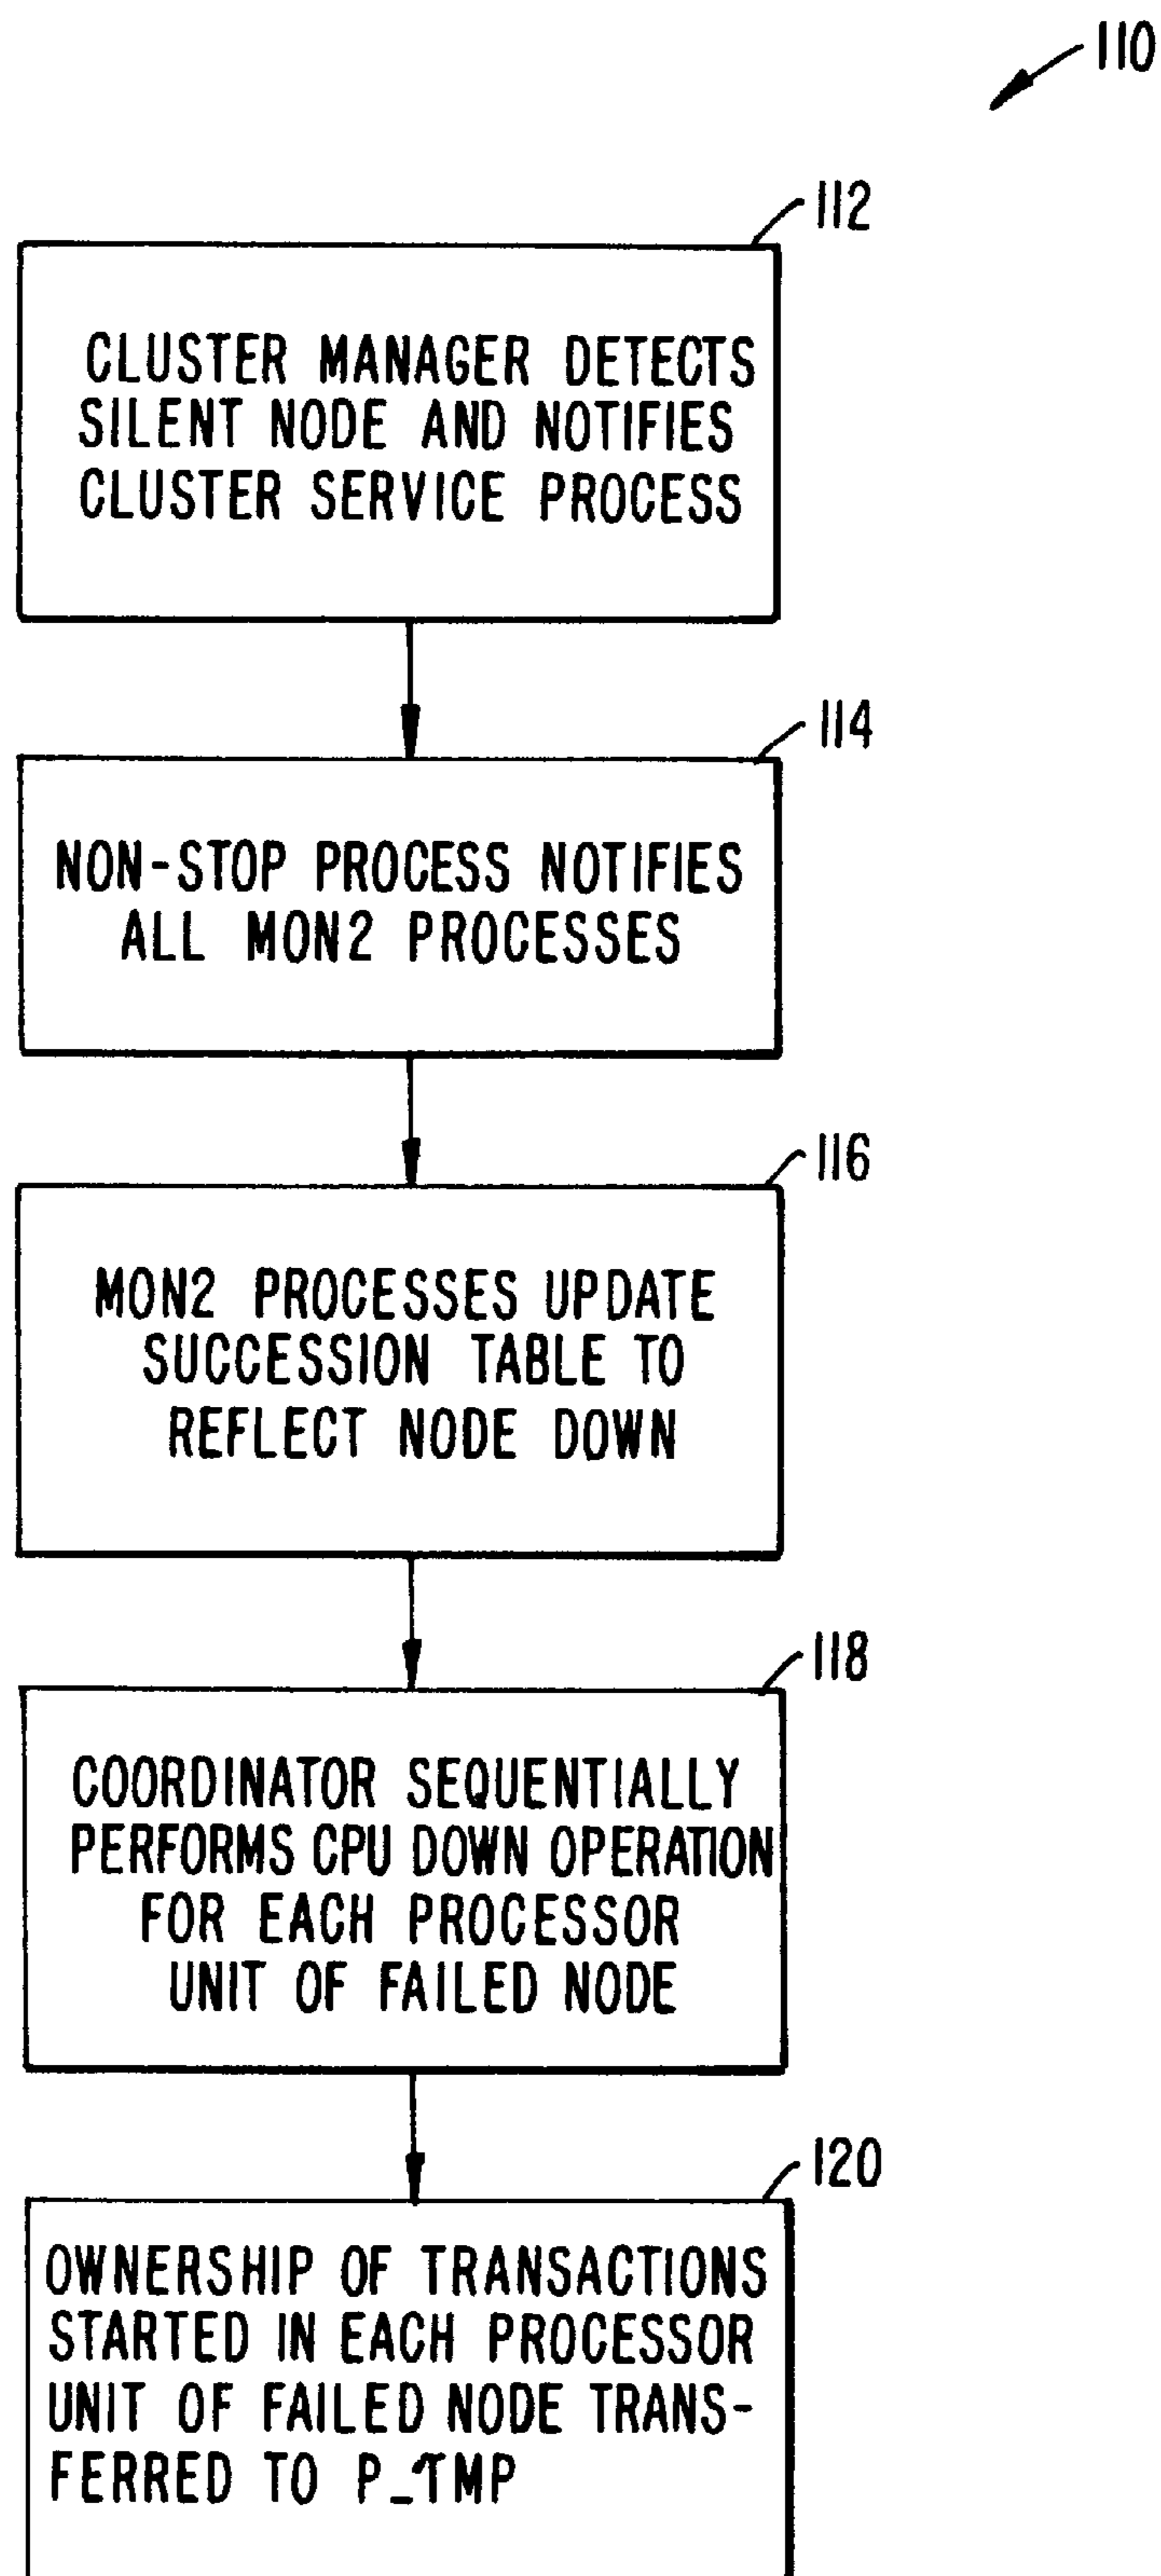 110
112
CLUSTER MANAGER DETECTS
SILENT NODE AND NOTIFIES
CLUSTER SERVICE PROCESS
114
NON-STOP PROCESS NOTIFIES
ALL MON2 PROCESSES
116
MON2 PROCESSES UPDATE
SUCCESSION TABLE TO
REFLECT NODE DOWN
118
COORDINATOR SEQUENTIALLY
PERFORMS CPU DOWN OPERATION
FOR EACH PROCESSOR
UNIT OF FAILED NODE
120
OWNERSHIP OF TRANSACTIONS
STARTED IN EACH PROCESSOR
UNIT OF FAILED NODE TRANS-
FERRED TO P_TMP